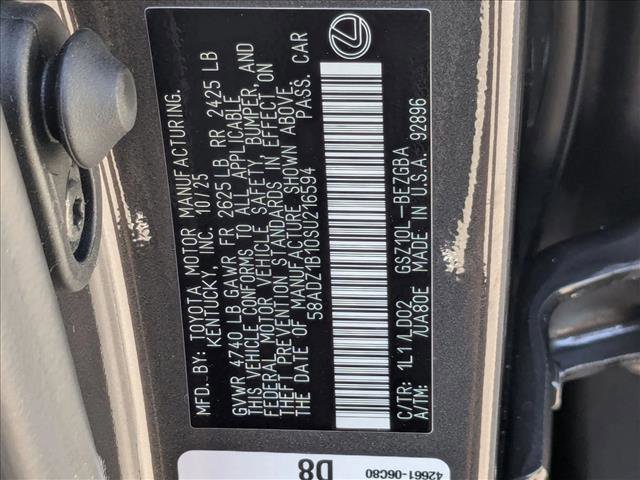 MFD. BY: TOYOTA MOTOR MANUFACTURING.
KENTUCKY, INC. 10/25
GVWR 4740 LB GAWR FR 2625 LB RR 2425 LB
THIS VEHICLE CONFORMS TO ALL APPLICABLE
FEDERAL MOTOR VEHICLE SAFETY, BUMPER, AND
THEFT PREVENTION STANDARDS IN EFFECT ON
THE DATE OF MANUFACTURE SHOWN ABOVE.
58ADZ1B10SU216594 PASS. CAR
C/TR: 1L1 /LD02 GSZ10L-BEZGBA
A/TM: /UA80E MADE IN U.S.A. 92896
42661-06C80
D8